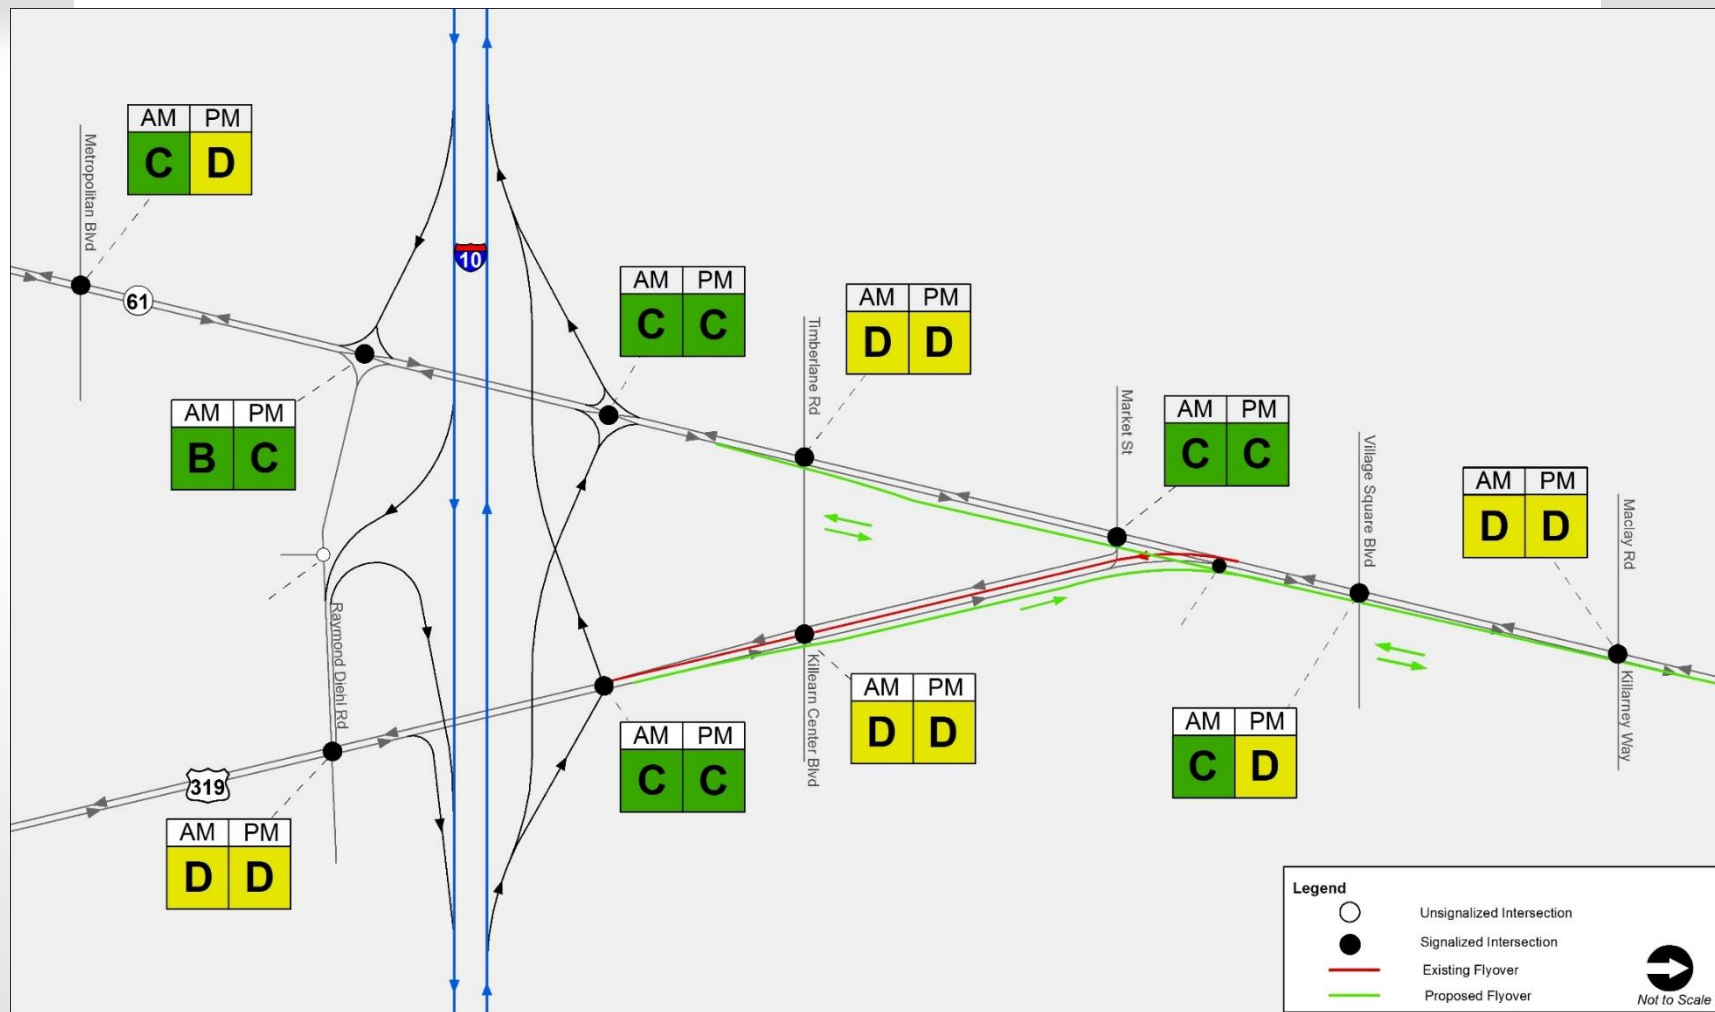 AM PM
C D
Metropolitan Blvd
61
10
AM PM
C C
AM PM
D D
Timberlane Rd
AM PM
B C
Market St
AM PM
C C
Village Square Blvd
AM PM
D D
Maclay Rd
Raymond Diehl Rd
Killearn Center Blvd
AM PM
D D
Killarney Way
AM PM
C D
AM PM
C C
319
AM PM
D D
Legend
Unsignalized Intersection
Signalized Intersection
Existing Flyover
Proposed Flyover
Not to Scale